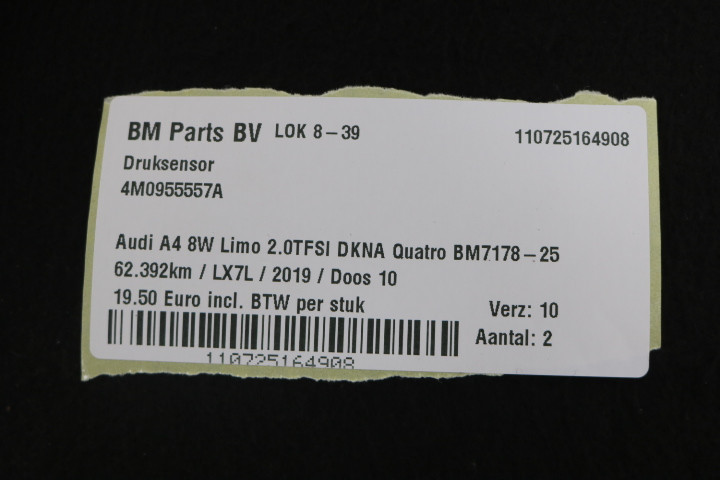 BM Parts BV LOK 8-39 110725164908
Druksensor
4M0955557A
Audi A4 8W Limo 2.0TFSI DKNA Quatro BM7178-25
62.392km / LX7L / 2019 / Doos 10
19.50 Euro incl. BTW per stuk Verz: 10
Aantal: 2
110725164908